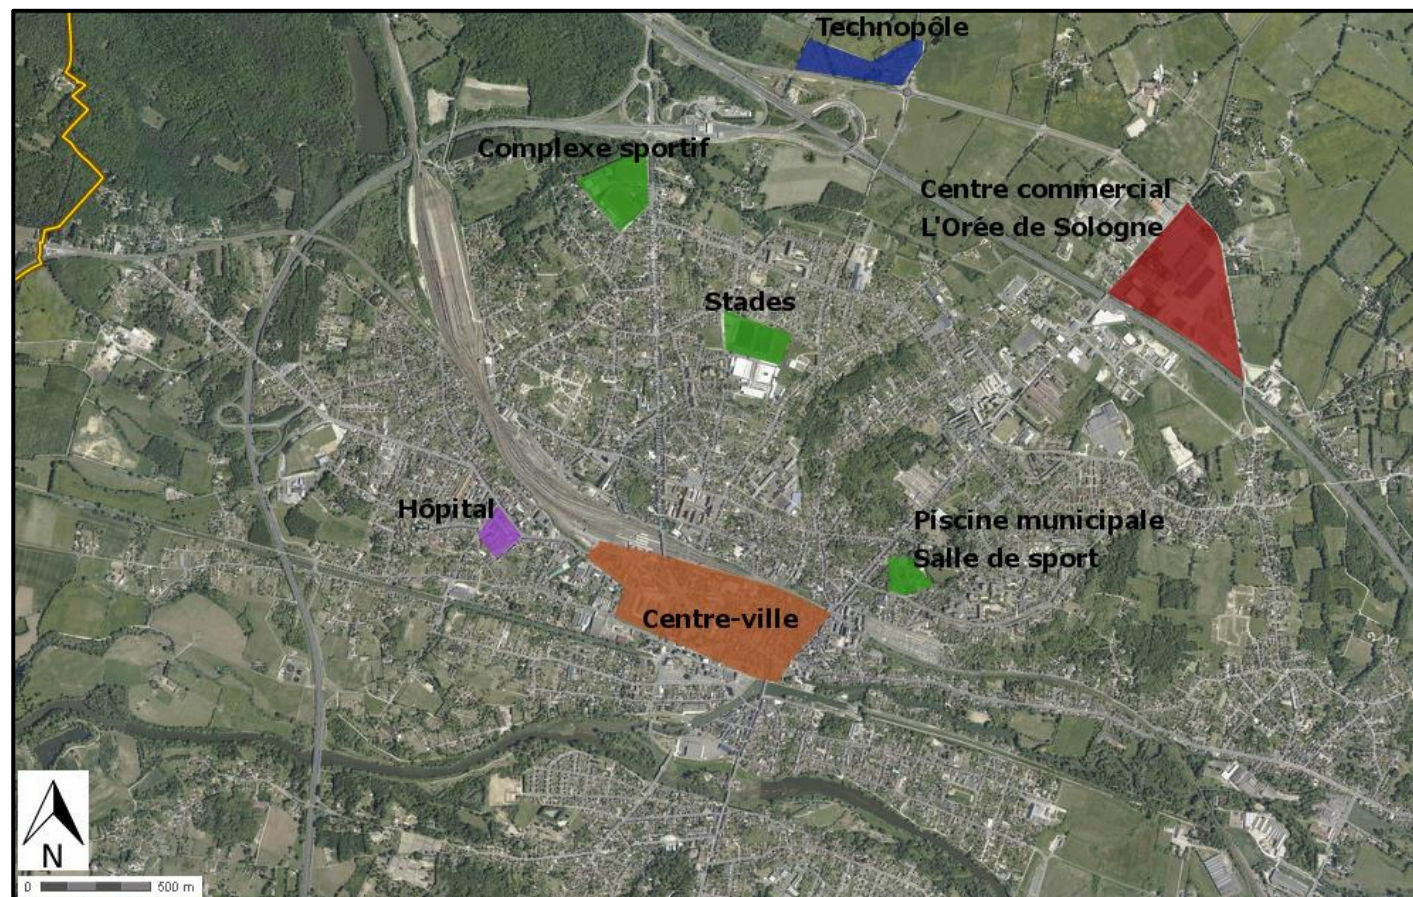 Technopôle
Complexe sportif
Centre commercial
L'Orée de Sologne
Stades
Hôpital
Piscine municipale
Salle de sport
Centre-ville
N
0 500 m